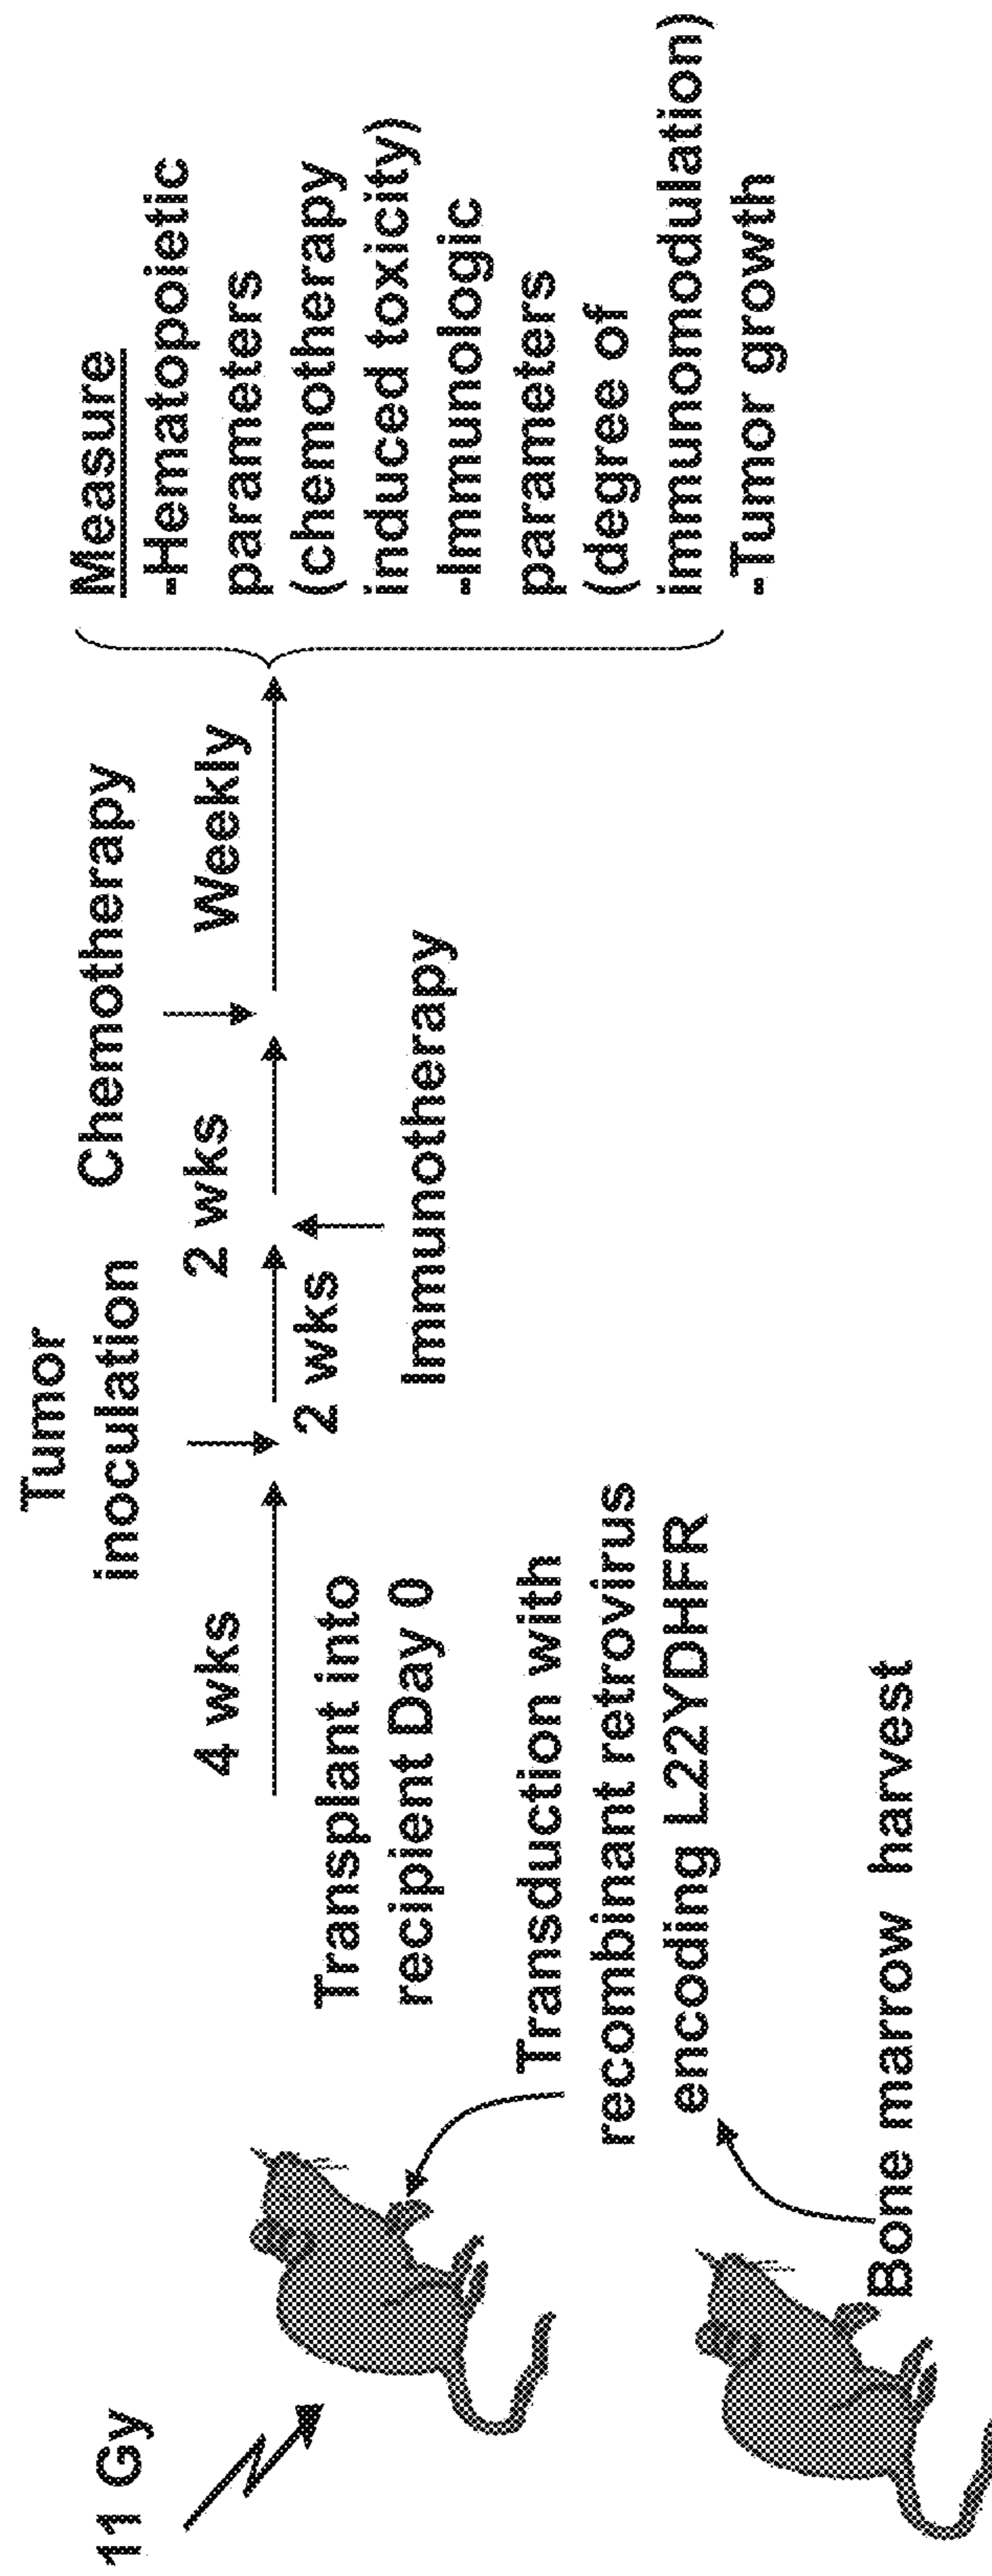 11 Gy
4 wks
Tumor
inoculation
2 wks
2 wks
Immunotherapy
Chemotherapy
Weekly
Measure
-Hematopoietic
parameters
(chemotherapy
induced toxicity)
-Immunologic
parameters
(degree of
immunomodulation)
-Tumor growth
Transplant into
recipient Day 0
Transduction with
recombinant retrovirus
encoding L22YDHFR
Bone marrow harvest